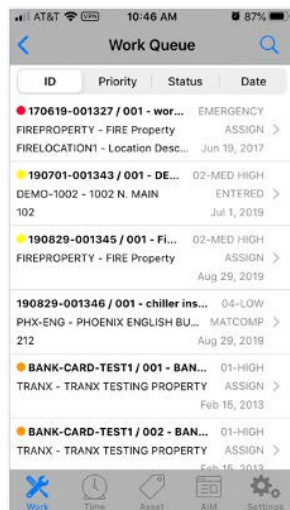 AT&T VPN 10:46 AM 87%
Work Queue
ID Priority Status Date
170619-001327 / 001 - wor... EMERGENCY
FIREPROPERTY - FIRE Property ASSIGN
FIRELOCATION1 - Location Desc... Jun 19, 2017
190701-001343 / 001 - DE... 02-MED HIGH
DEMO-1002 - 1002 N. MAIN ENTERED
102 Jul 1, 2019
190829-001345 / 001 - Fi... 02-MED HIGH
FIREPROPERTY - FIRE Property ASSIGN
Aug 29, 2019
190829-001346 / 001 - chiller ins... 04-LOW
PHX-ENG - PHOENIX ENGLISH BU... MATCOMP
212 Aug 29, 2019
BANK-CARD-TEST1 / 001 - BAN... 01-HIGH
TRANX - TRANX TESTING PROPERTY ASSIGN
Feb 15, 2013
BANK-CARD-TEST1 / 002 - BAN... 01-HIGH
TRANX - TRANX TESTING PROPERTY ASSIGN
Feb 15, 2013
Work Time Asset AiM Settings